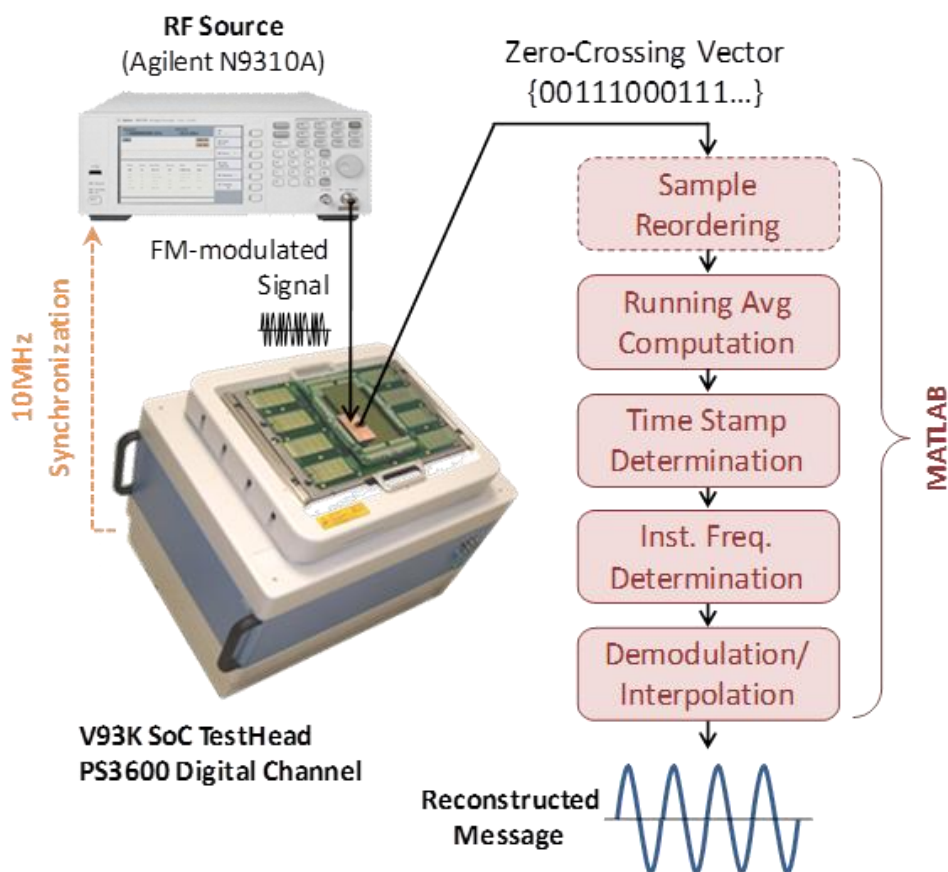 RF Source
(Agilent N9310A)
Zero-Crossing Vector
{00111000111...}
FM-modulated
Signal
10MHz
Synchronization
Sample
Reordering
Running Avg
Computation
Time Stamp
Determination
Inst. Freq.
Determination
Demodulation/
Interpolation
MATLAB
V93K SoC TestHead
PS3600 Digital Channel
Reconstructed
Message